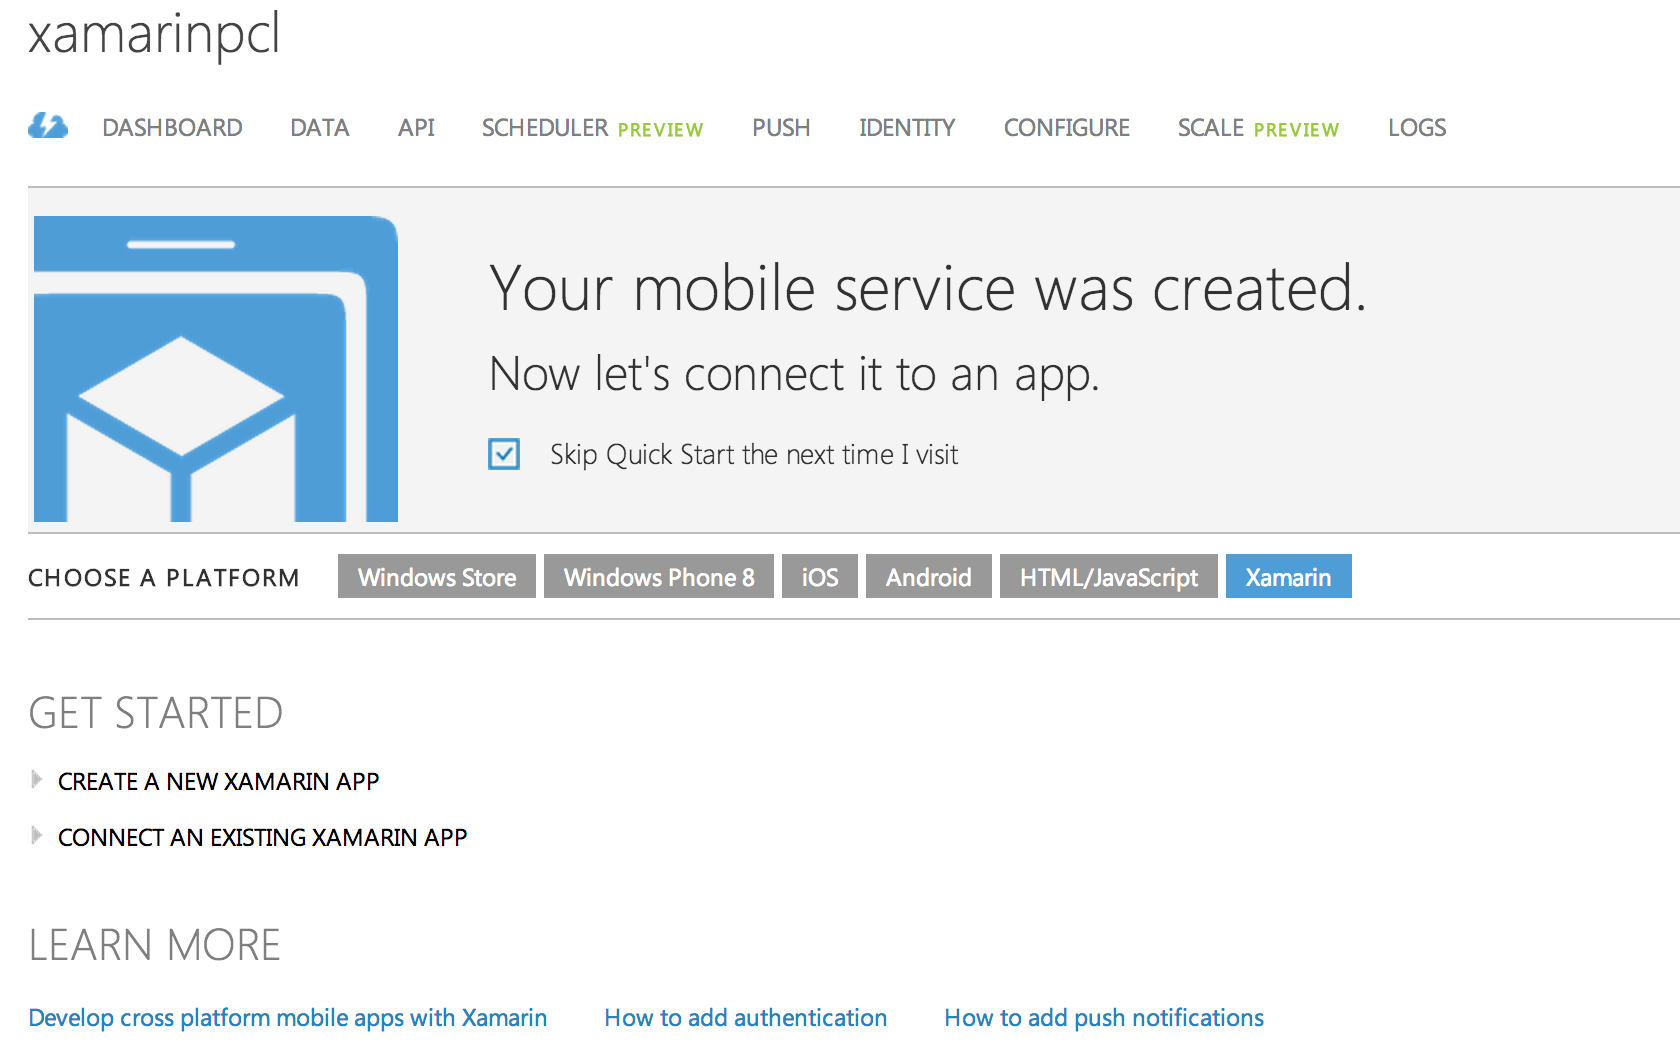 xamarinpcl
DASHBOARD DATA API SCHEDULER PREVIEW PUSH IDENTITY CONFIGURE SCALE PREVIEW LOGS
Your mobile service was created.
Now let's connect it to an app.
Skip Quick Start the next time I visit
CHOOSE A PLATFORM Windows Store Windows Phone 8 iOS Android HTML/JavaScript Xamarin
GET STARTED
CREATE A NEW XAMARIN APP
CONNECT AN EXISTING XAMARIN APP
LEARN MORE
Develop cross platform mobile apps with Xamarin How to add authentication How to add push notifications